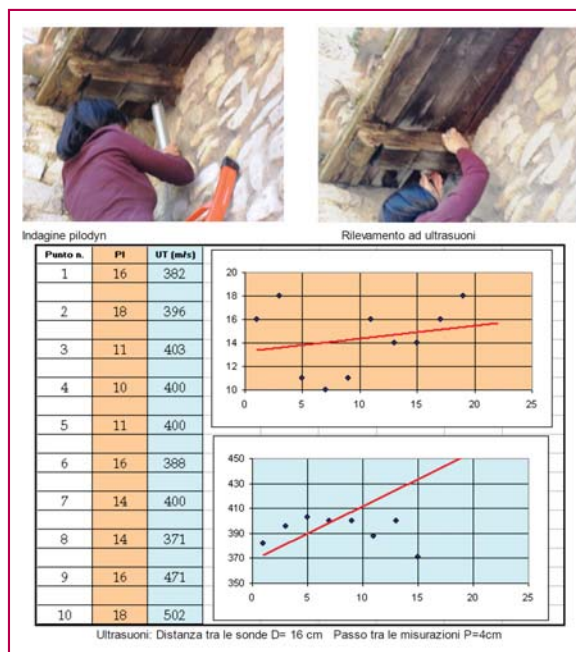 Indagine pilodyn Rilevamento ad ultrasuoni
Punto n. PI UT (m/s)
1 16 382
2 18 396
3 11 403
4 10 400
5 11 400
6 16 388
7 14 400
8 14 371
9 16 471
10 18 502
20
18
16
14
12
10
0 5 10 15 20 25
450
430
410
390
370
350
0 5 10 15 20 25
Ultrasuoni: Distanza tra le sonde D= 16 cm Passo tra le misurazioni P=4cm